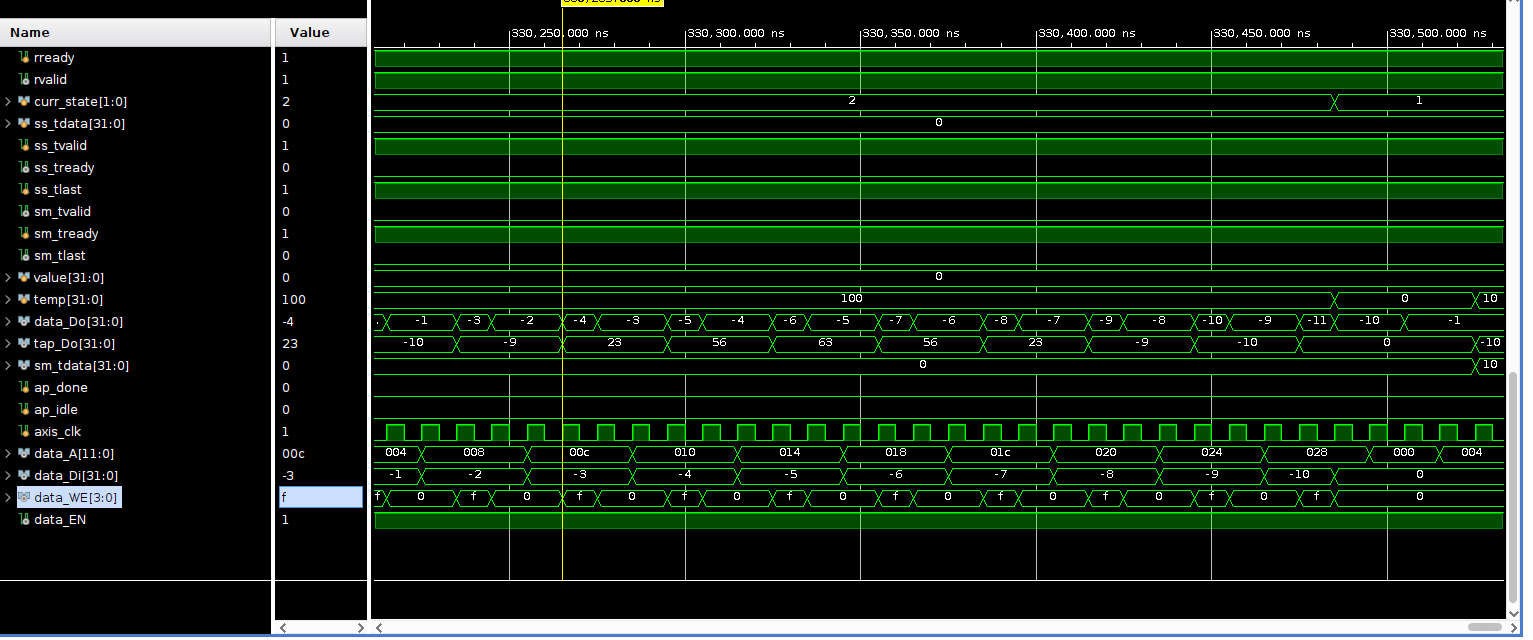 Name Value
330,250.000 ns 330,300.000 ns 330,350.000 ns 330,400.000 ns 330,450.000 ns 330,500.000 ns
rready 1
rvalid 1
curr_state[1:0] 2 2 1
ss_tdata[31:0] 0 0
ss_tvalid 1
ss_tready 0
ss_tlast 1
sm_tvalid 0
sm_tready 1
sm_tlast 0
value[31:0] 0 0
temp[31:0] 100 100 0 10
data_Do[31:0] -4 . -1 -3 -2 -4 -3 -5 -4 -6 -5 -7 -6 -8 -7 -9 -8 -10 -9 -11 -10 -1
tap_Do[31:0] 23 -10 -9 23 56 63 56 23 -9 -10 0 -10
sm_tdata[31:0] 0 0 10
ap_done 0
ap_idle 0
axis_clk 1
data_A[11:0] 00c 004 008 00c 010 014 018 01c 020 024 028 000 004
data_Di[31:0] -3 -1 -2 -3 -4 -5 -6 -7 -8 -9 -10 0
data_WE[3:0] f f 0 f 0 f 0 f 0 f 0 f 0 f 0 f 0 f 0 f 0
data_EN 1